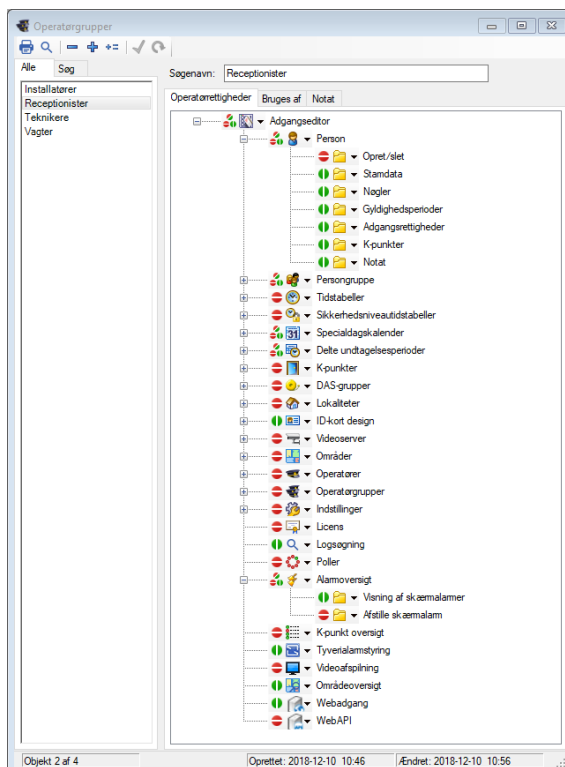 Operatørgrupper
Alle
Søg
Installatører
Receptionister
Teknikere
Vagter
Søgenavn: Receptionister
Operatørrettigheder
Bruges af
Notat
Adgangseditor
Person
Opret/slet
Stamdata
Nøgler
Gyldighedsperioder
Adgangsrettigheder
K-punkter
Notat
Persongruppe
Tidstabeller
Sikkerhedsniveautidstabeller
Specialdagskalender
Delte undtagelsesperioder
K-punkter
DAS-grupper
Lokaliteter
ID-kort design
Videoserver
Områder
Operatører
Operatørgrupper
Indstillinger
Licens
Logsøgning
Poller
Alarmoversigt
Visning af skærmalarmer
Afstille skærmalarm
K-punkt oversigt
Tyverialarmstyring
Videoafspilning
Områdeoversigt
Webadgang
WebAPI
Objekt 2 af 4
Oprettet: 2018-12-10 10:46
Ændret: 2018-12-10 10:56